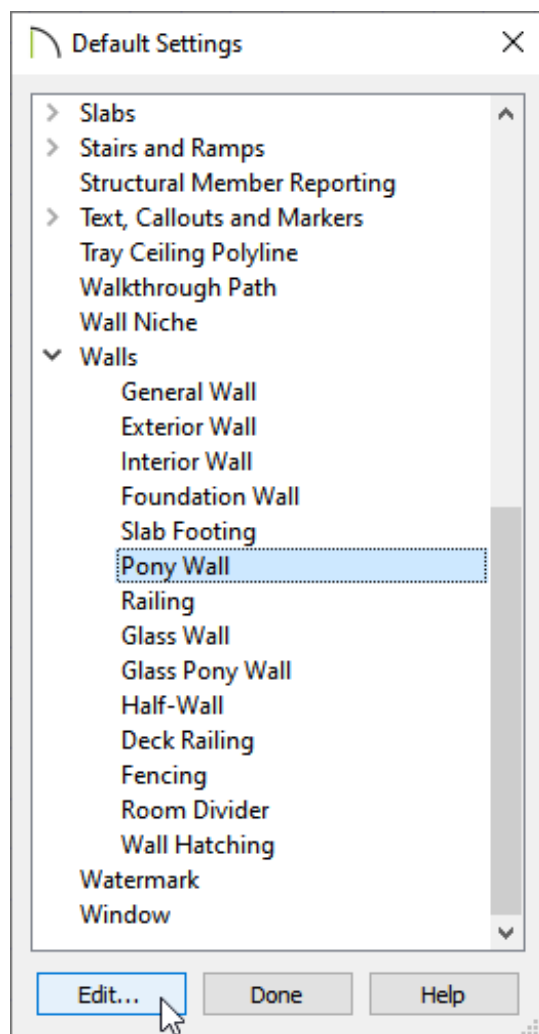 Default Settings
Slabs
Stairs and Ramps
Structural Member Reporting
Text, Callouts and Markers
Tray Ceiling Polyline
Walkthrough Path
Wall Niche
Walls
General Wall
Exterior Wall
Interior Wall
Foundation Wall
Slab Footing
Pony Wall
Railing
Glass Wall
Glass Pony Wall
Half-Wall
Deck Railing
Fencing
Room Divider
Wall Hatching
Watermark
Window
Edit... Done Help